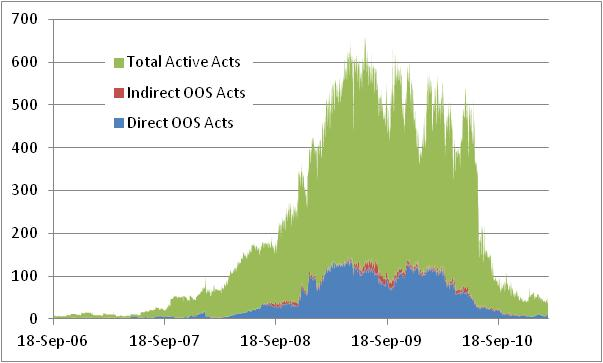 700
600
500
400
300
200
100
0
Total Active Acts
Indirect OOS Acts
Direct OOS Acts
18-Sep-06 18-Sep-07 18-Sep-08 18-Sep-09 18-Sep-10